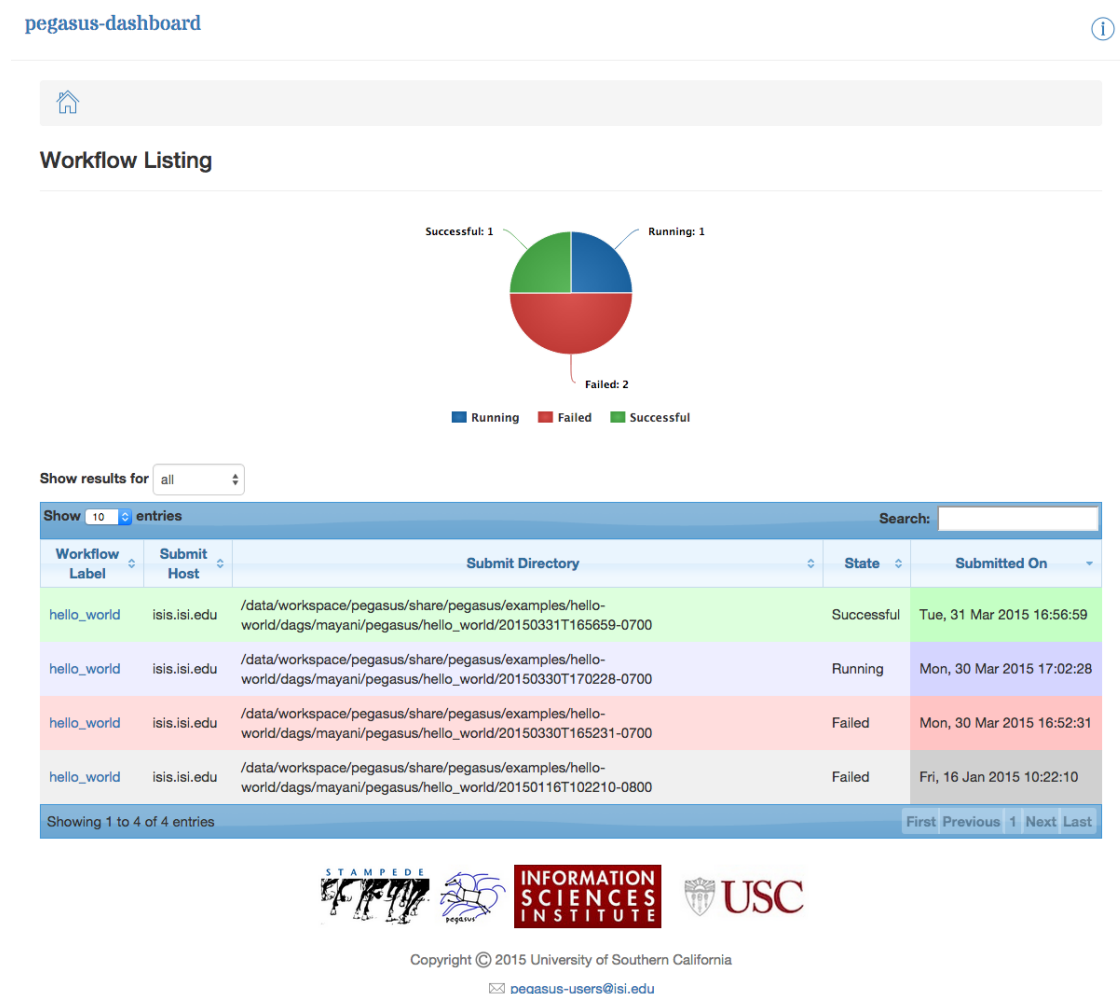 pegasus-dashboard
i
Workflow Listing
Successful: 1
Running: 1
Failed: 2
Running Failed Successful
Show results for all
Show 10 entries
Search:
Workflow Label
Submit Host
Submit Directory
State
Submitted On
hello_world
isis.isi.edu
/data/workspace/pegasus/share/pegasus/examples/hello-
world/dags/mayani/pegasus/hello_world/20150331T165659-0700
Successful
Tue, 31 Mar 2015 16:56:59
hello_world
isis.isi.edu
/data/workspace/pegasus/share/pegasus/examples/hello-
world/dags/mayani/pegasus/hello_world/20150330T170228-0700
Running
Mon, 30 Mar 2015 17:02:28
hello_world
isis.isi.edu
/data/workspace/pegasus/share/pegasus/examples/hello-
world/dags/mayani/pegasus/hello_world/20150330T165231-0700
Failed
Mon, 30 Mar 2015 16:52:31
hello_world
isis.isi.edu
/data/workspace/pegasus/share/pegasus/examples/hello-
world/dags/mayani/pegasus/hello_world/20150116T102210-0800
Failed
Fri, 16 Jan 2015 10:22:10
Showing 1 to 4 of 4 entries
First Previous 1 Next Last
STAMPEDE
pegasus
INFORMATION
SCIENCES
INSTITUTE
USC
Copyright © 2015 University of Southern California
pegasus-users@isi.edu